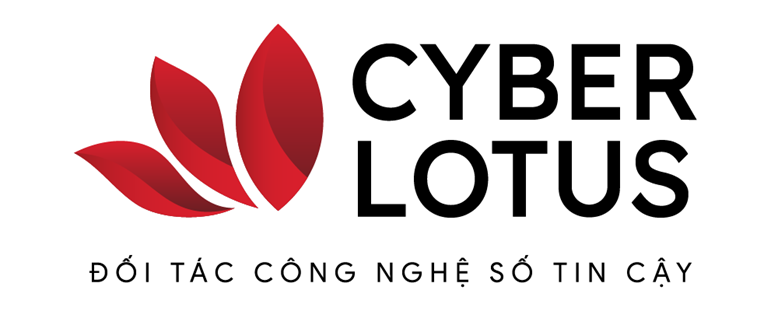 CYBER
LOTUS
ĐỐI TÁC CÔNG NGHỆ SỐ TIN CẬY